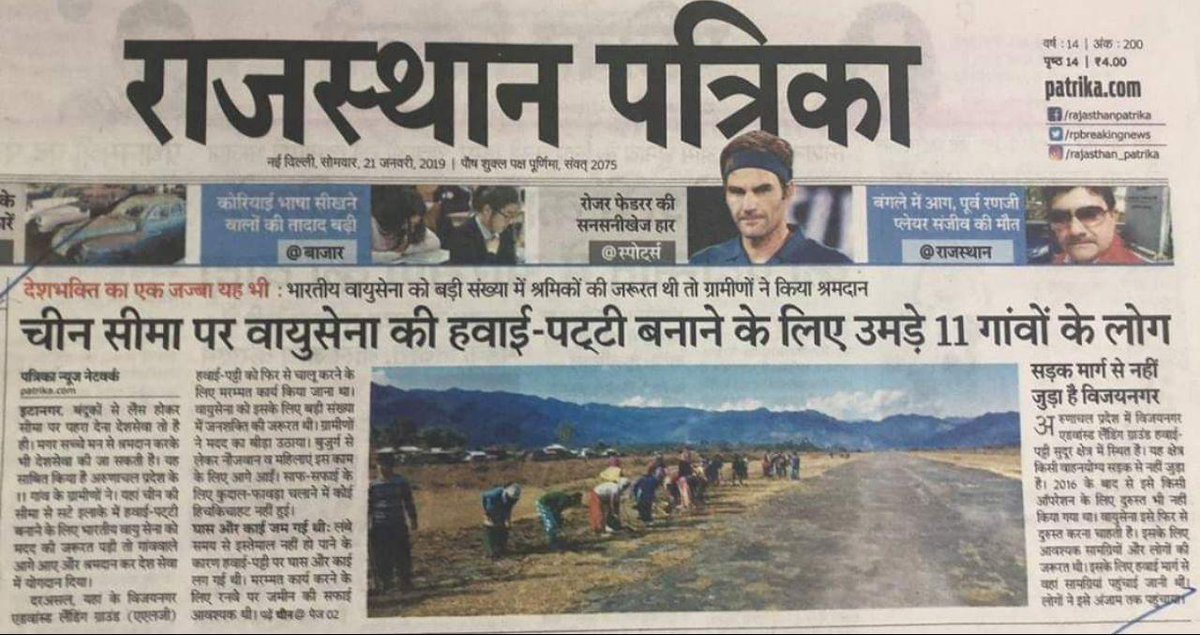 राजस्थान पत्रिका
वर्ष : 14 | अंक : 200
पृष्ठ 14 | ₹4.00
patrika.com
/rajasthanpatrika
/rpbreakingnews
/rajasthan_patrika
नई दिल्ली, सोमवार, 21 जनवरी, 2019 | पौष शुक्ल पक्ष पूर्णिमा, संवत् 2075
के
रें
कोरियाई भाषा सीखने
वालों की तादाद बढ़ी
@बाजार
रोजर फेडरर की
सनसनीखेज हार
@स्पोर्ट्स
बंगले में आग, पूर्व रणजी
प्लेयर संजीव की मौत
@राजस्थान
देशभक्ति का एक जज्बा यह भी : भारतीय वायुसेना को बड़ी संख्या में श्रमिकों की जरूरत थी तो ग्रामीणों ने किया श्रमदान
चीन सीमा पर वायुसेना की हवाई-पट्टी बनाने के लिए उमड़े 11 गांवों के लोग
पत्रिका न्यूज नेटवर्क
patrika.com
इटानगर. बंदूकों से लैस होकर
सीमा पर पहरा देना देशसेवा तो है
ही। मगर सच्चे मन से श्रमदान करके
भी देशसेवा की जा सकती है। यह
साबित किया है अरुणाचल प्रदेश के
11 गांव के ग्रामीणों ने। यहां चीन की
सीमा से सटे इलाके में हवाई-पट्टी
बनाने के लिए भारतीय वायु सेना को
मदद की जरूरत पड़ी तो गांववाले
आगे आए और श्रमदान कर देश सेवा
में योगदान दिया।
दरअसल, यहां के विजयनगर
एडवांस्ड लैंडिंग ग्राउंड (एएलजी)
हवाई-पट्टी को फिर से चालू करने के
लिए मरम्मत कार्य किया जाना था।
वायुसेना को इसके लिए बड़ी संख्या
में जनशक्ति की जरूरत थी। ग्रामीणों
ने मदद का बीड़ा उठाया। बुजुर्ग से
लेकर नौजवान व महिलाएं इस काम
के लिए आगे आईं। साफ-सफाई के
लिए कुदाल-फावड़ा चलाने में कोई
हिचकिचाहट नहीं हुई।
घास और काई जम गई थी: लंबे
समय से इस्तेमाल नहीं हो पाने के
कारण हवाई-पट्टी पर घास और काई
लग गई थी। मरम्मत कार्य करने के
लिए रनवे पर जमीन की सफाई
आवश्यक थी। पढ़ें चीन@ पेज 02
सड़क मार्ग से नहीं
जुड़ा है विजयनगर
अरुणाचल प्रदेश में विजयनगर
एडवांस्ड लैंडिंग ग्राउंड हवाई-
पट्टी सुदूर क्षेत्र में स्थित है। यह क्षेत्र
किसी वाहनयोग्य सड़क से नहीं जुड़ा
है। 2016 के बाद से इसे किसी
ऑपरेशन के लिए दुरुस्त भी नहीं
किया गया था। वायुसेना इसे फिर से
दुरुस्त करना चाहती है। इसके लिए
आवश्यक सामग्रियों और लोगों की
जरूरत थी। इसके लिए हवाई मार्ग से
वहां सामग्रियां पहुंचाई जानी थी।
लोगों ने इसे अंजाम तक पहुंचाया।